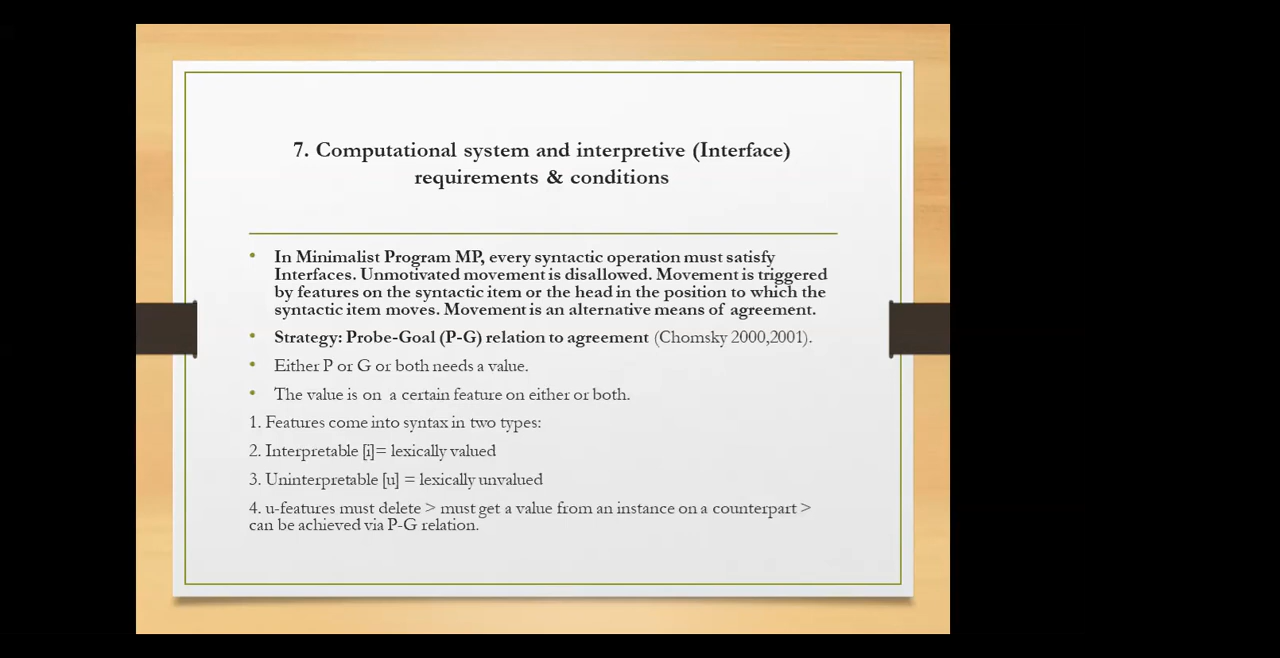 7. Computational system and interpretive (Interface)
requirements & conditions
• In Minimalist Program MP, every syntactic operation must satisfy
Interfaces. Unmotivated movement is disallowed. Movement is triggered
by features on the syntactic item or the head in the position to which the
syntactic item moves. Movement is an alternative means of agreement.
• Strategy: Probe-Goal (P-G) relation to agreement (Chomsky 2000,2001).
• Either P or G or both needs a value.
• The value is on a certain feature on either or both.
1. Features come into syntax in two types:
2. Interpretable [i]= lexically valued
3. Uninterpretable [u] = lexically unvalued
4. u-features must delete > must get a value from an instance on a counterpart >
can be achieved via P-G relation.